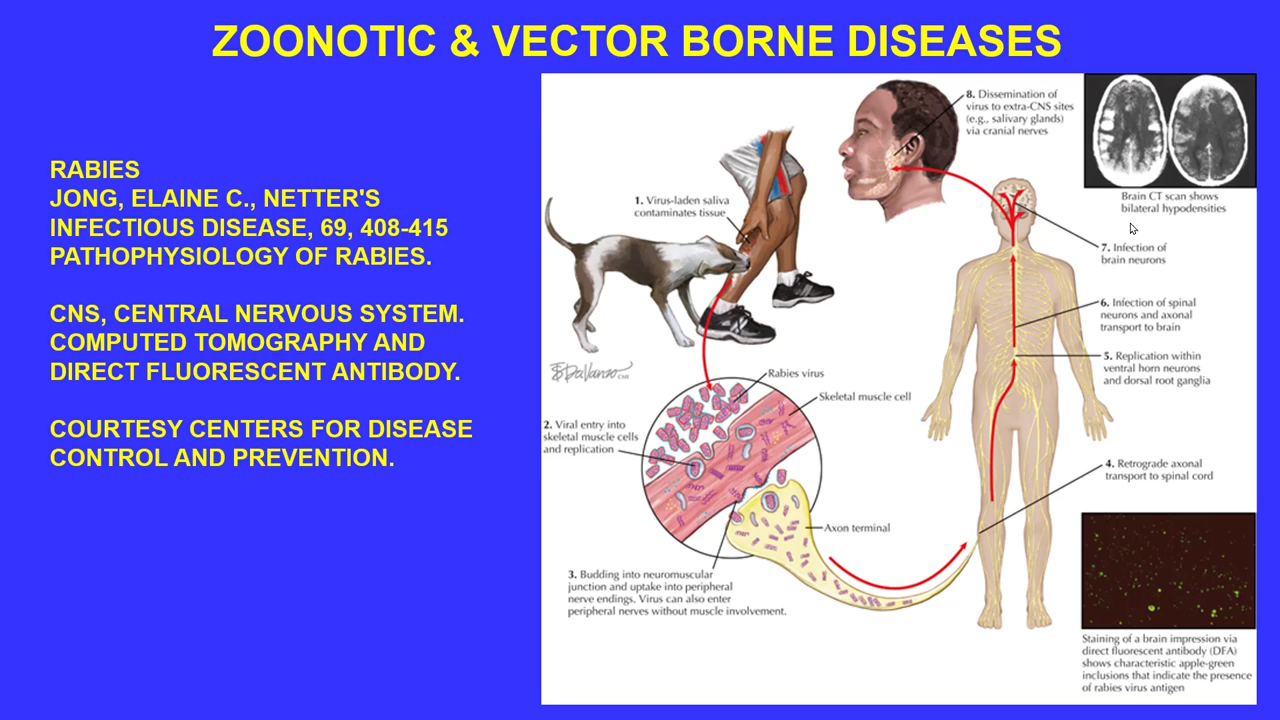 ZOONOTIC & VECTOR BORNE DISEASES
RABIES
JONG, ELAINE C., NETTER'S
INFECTIOUS DISEASE, 69, 408-415
PATHOPHYSIOLOGY OF RABIES.
CNS, CENTRAL NERVOUS SYSTEM.
COMPUTED TOMOGRAPHY AND
DIRECT FLUORESCENT ANTIBODY.
COURTESY CENTERS FOR DISEASE
CONTROL AND PREVENTION.
1. Virus-laden saliva
contaminates tissue
8. Dissemination of
virus to extra-CNS sites
(e.g., salivary glands)
via cranial nerves
Brain CT scan shows
bilateral hypodensities
7. Infection of
brain neurons
6. Infection of spinal
neurons and axonal
transport to brain
5. Replication within
ventral horn neurons
and dorsal root ganglia
Rabies virus
Skeletal muscle cell
2. Viral entry into
skeletal muscle cells
and replication
4. Retrograde axonal
transport to spinal cord
Axon terminal
3. Budding into neuromuscular
junction and uptake into peripheral
nerve endings. Virus can also enter
peripheral nerves without muscle involvement.
Staining of a brain impression via
direct fluorescent antibody (DFA)
shows characteristic apple-green
inclusions that indicate the presence
of rabies virus antigen